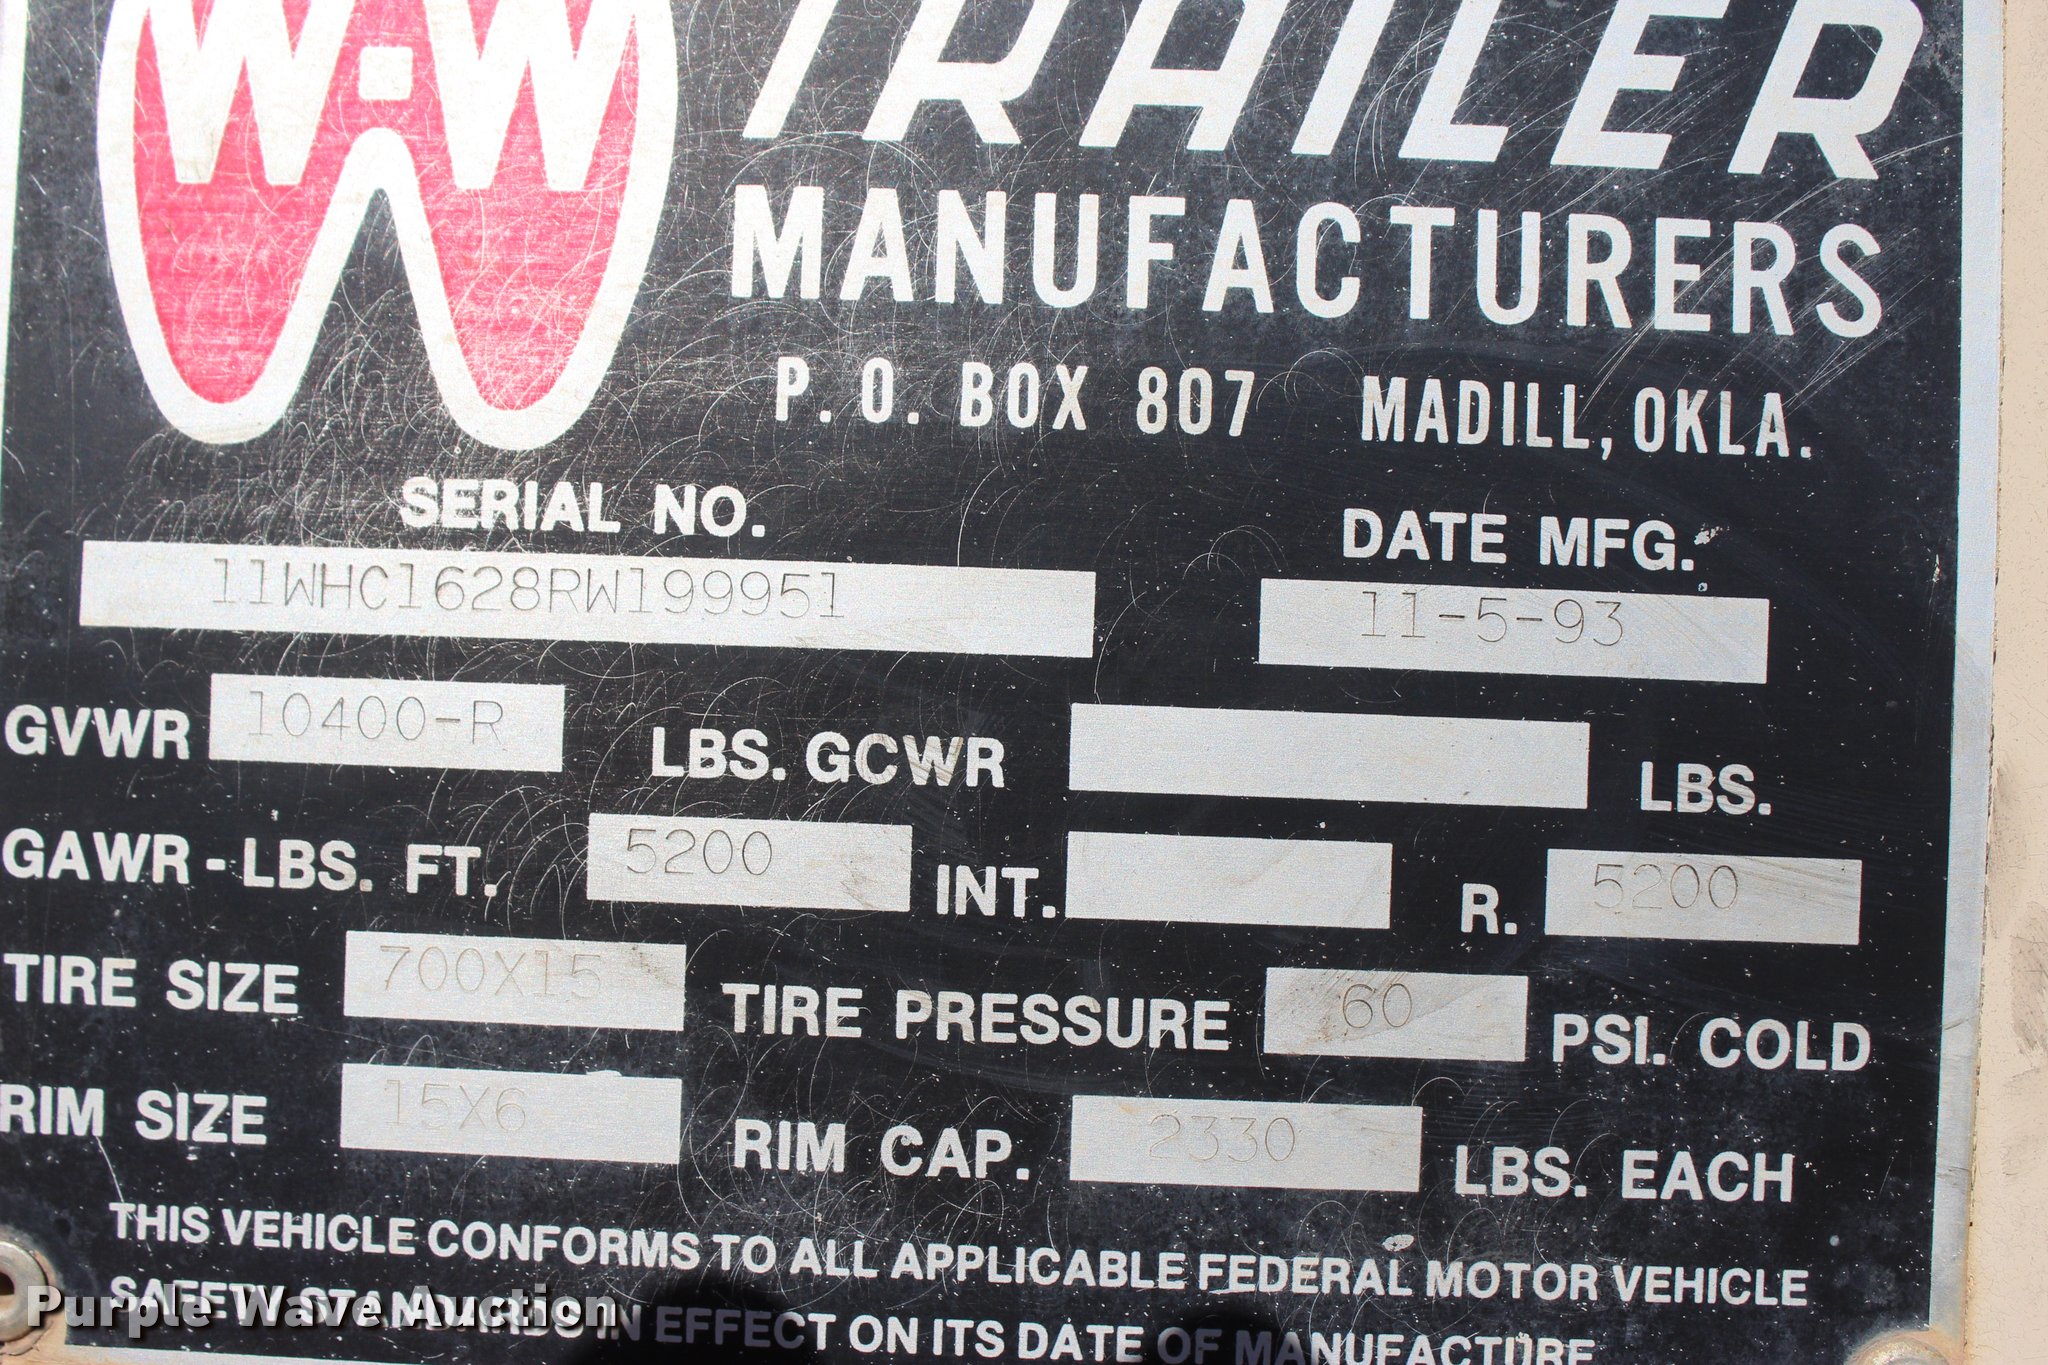 W-W TRAILER
MANUFACTURERS
P. O. BOX 807 MADILL, OKLA.
SERIAL NO. DATE MFG.
11WHC1628RW199951 11-5-93
GVWR 10400-R LBS. GCWR LBS.
GAWR - LBS. FT. 5200 INT. R. 5200
TIRE SIZE 700X15 TIRE PRESSURE 60 PSI. COLD
RIM SIZE 15X6 RIM CAP. 2330 LBS. EACH
THIS VEHICLE CONFORMS TO ALL APPLICABLE FEDERAL MOTOR VEHICLE
SAFETY STANDARDS IN EFFECT ON ITS DATE OF MANUFACTURE
Purple Wave Auction